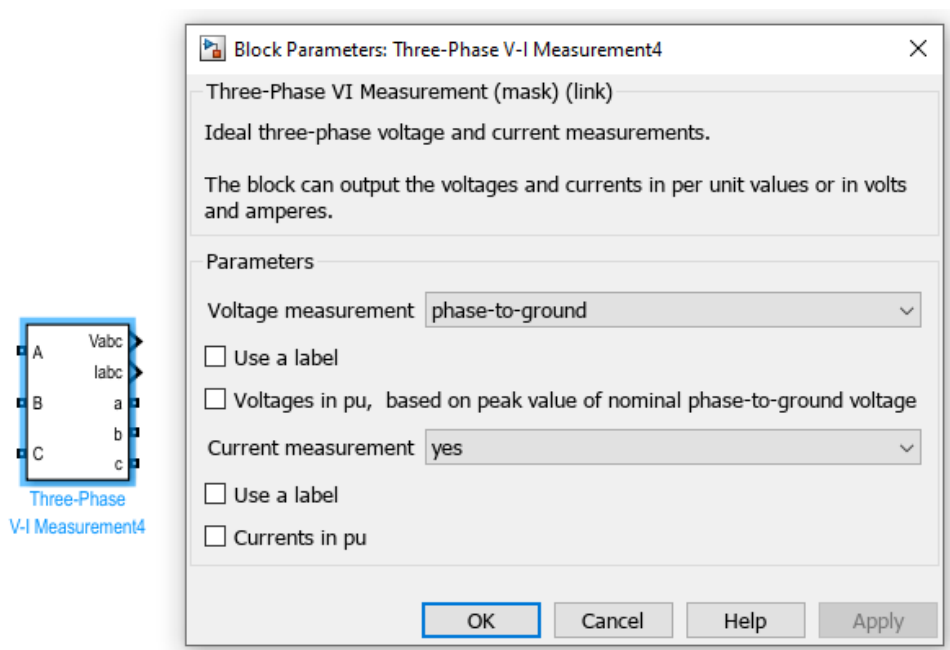 Block Parameters: Three-Phase V-I Measurement4
Three-Phase VI Measurement (mask) (link)
Ideal three-phase voltage and current measurements.
The block can output the voltages and currents in per unit values or in volts
and amperes.
Parameters
Voltage measurement phase-to-ground
Use a label
Voltages in pu, based on peak value of nominal phase-to-ground voltage
Current measurement yes
Use a label
Currents in pu
OK Cancel Help Apply
A Vabc
Iabc
B a
b
C c
Three-Phase
V-I Measurement4